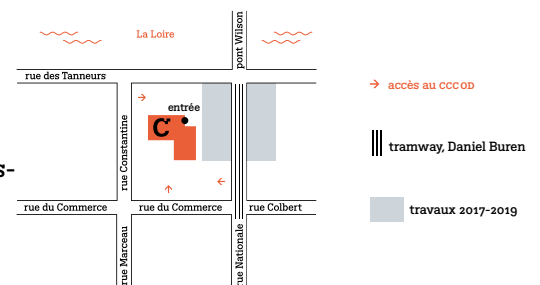 La Loire
pont Wilson
rue des Tanneurs
→ accès au CCCOD
entrée
C
rue Constantine
tramway, Daniel Buren
s-
rue du Commerce
rue du Commerce
rue Colbert
travaux 2017-2019
rue Marceau
rue Nationale